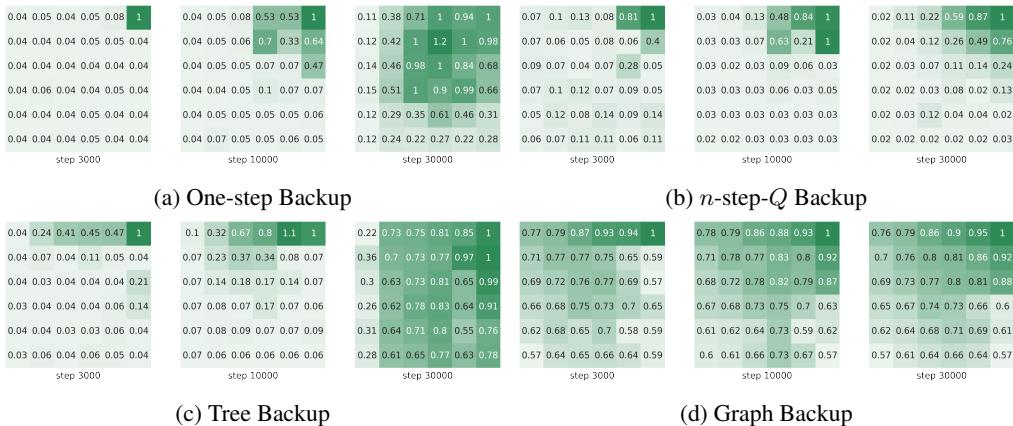 0.04 0.04 0.05 0.05 0.08 1
0.04 0.04 0.04 0.05 0.05 0.04
0.04 0.04 0.04 0.04 0.05 0.04
0.04 0.06 0.04 0.04 0.05 0.04
0.04 0.04 0.04 0.05 0.04 0.04
0.04 0.04 0.04 0.05 0.04 0.04
step 3000
0.04 0.05 0.08 0.53 0.53 1
0.04 0.05 0.06 0.7 0.33 0.64
0.04 0.05 0.05 0.07 0.07 0.47
0.04 0.05 0.05 0.1 0.07 0.07
0.04 0.04 0.05 0.05 0.06 0.06
0.04 0.07 0.05 0.05 0.06 0.05
step 10000
0.11 0.38 0.71 1 0.94 1
0.12 0.42 1 1.2 1 0.98
0.14 0.46 0.98 1 0.84 0.68
0.15 0.51 1 0.9 0.99 0.66
0.12 0.29 0.35 0.61 0.46 0.31
0.12 0.24 0.22 0.27 0.22 0.28
step 30000
(a) One-step Backup
0.07 0.1 0.13 0.08 0.81 1
0.07 0.06 0.05 0.08 0.06 0.4
0.09 0.07 0.04 0.07 0.28 0.05
0.07 0.1 0.12 0.07 0.09 0.05
0.05 0.12 0.08 0.14 0.09 0.14
0.06 0.07 0.11 0.11 0.06 0.11
step 3000
0.03 0.04 0.13 0.48 0.84 1
0.03 0.03 0.07 0.63 0.21 1
0.03 0.03 0.03 0.09 0.06 0.03
0.03 0.03 0.03 0.06 0.03 0.05
0.03 0.03 0.03 0.03 0.03 0.03
0.03 0.03 0.03 0.03 0.03 0.03
step 10000
0.02 0.11 0.22 0.59 0.87 1
0.02 0.04 0.12 0.26 0.49 0.76
0.02 0.03 0.07 0.11 0.14 0.24
0.02 0.02 0.03 0.08 0.02 0.13
0.02 0.02 0.12 0.04 0.02 0.02
0.02 0.02 0.02 0.02 0.02 0.03
step 30000
(b) n-step-Q Backup
0.04 0.24 0.41 0.45 0.47 1
0.04 0.07 0.04 0.11 0.05 0.04
0.04 0.04 0.04 0.04 0.04 0.21
0.04 0.04 0.03 0.04 0.06 0.14
0.04 0.04 0.03 0.03 0.06 0.04
0.03 0.06 0.04 0.04 0.05 0.04
step 3000
0.1 0.32 0.67 0.8 1.1 1
0.07 0.23 0.37 0.34 0.08 0.07
0.07 0.14 0.18 0.17 0.14 0.07
0.07 0.08 0.17 0.07 0.07 0.06
0.07 0.08 0.09 0.07 0.07 0.09
0.07 0.06 0.06 0.06 0.06 0.06
step 10000
0.22 0.73 0.75 0.81 0.85 1
0.36 0.7 0.73 0.77 0.97 1
0.3 0.63 0.73 0.81 0.65 0.99
0.26 0.62 0.78 0.83 0.64 0.91
0.31 0.64 0.71 0.8 0.55 0.76
0.28 0.61 0.65 0.77 0.63 0.78
step 30000
(c) Tree Backup
0.77 0.79 0.87 0.93 0.94 1
0.71 0.77 0.77 0.75 0.65 0.59
0.69 0.72 0.76 0.77 0.69 0.57
0.66 0.68 0.75 0.73 0.7 0.65
0.62 0.68 0.65 0.7 0.58 0.59
0.57 0.64 0.65 0.66 0.64 0.59
step 3000
0.78 0.79 0.86 0.88 0.93 1
0.71 0.78 0.77 0.83 0.8 0.92
0.68 0.72 0.78 0.82 0.79 0.87
0.67 0.68 0.73 0.75 0.7 0.63
0.61 0.62 0.64 0.73 0.59 0.62
0.6 0.61 0.66 0.73 0.67 0.57
step 10000
0.76 0.79 0.86 0.9 0.95 1
0.7 0.76 0.8 0.81 0.86 0.92
0.69 0.73 0.77 0.8 0.81 0.88
0.65 0.67 0.74 0.73 0.66 0.6
0.62 0.64 0.68 0.71 0.69 0.61
0.57 0.61 0.64 0.66 0.64 0.57
step 30000
(d) Graph Backup